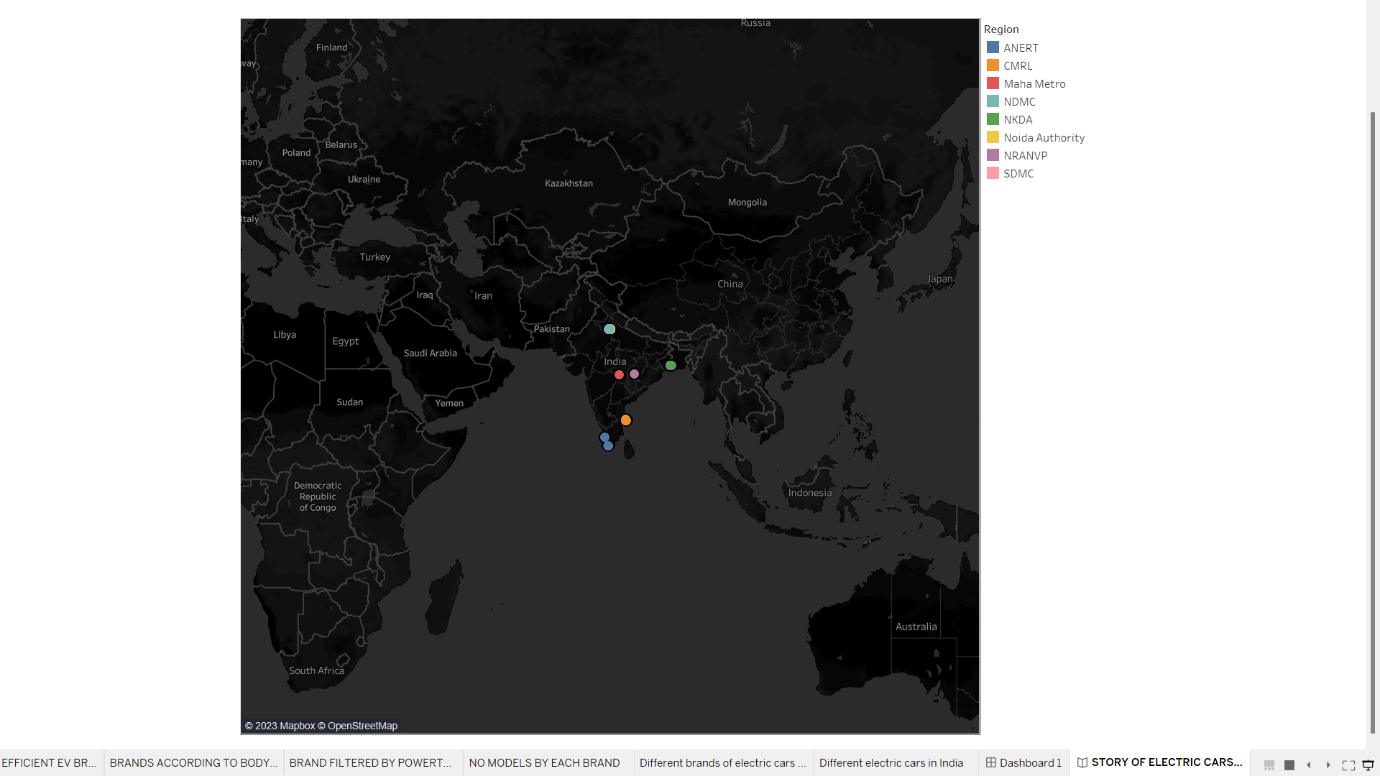 Russia
Finland
way
Belarus
Poland
many
Ukraine
Kazakhstan
Mongolia
Italy
Turkey
Japan
China
Iraq
Iran
Pakistan
Libya
Egypt
Saudi Arabia
India
Sudan
Yemen
Democratic
Republic
of Congo
Indonesia
Australia
South Africa
© 2023 Mapbox © OpenStreetMap
Region
ANERT
CMRL
Maha Metro
NDMC
NKDA
Noida Authority
NRANVP
SDMC
EFFICIENT EV BR...
BRANDS ACCORDING TO BODY...
BRAND FILTERED BY POWERT...
NO MODELS BY EACH BRAND
Different brands of electric cars ...
Different electric cars in India
Dashboard 1
STORY OF ELECTRIC CARS...